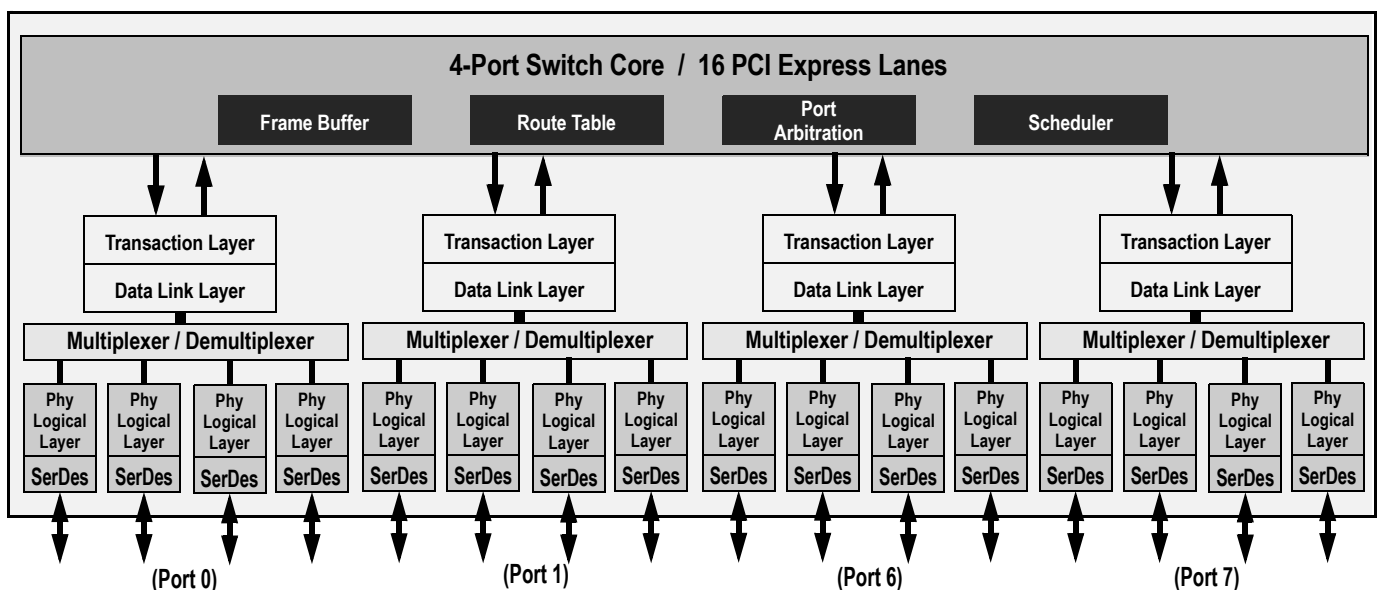 4-Port Switch Core / 16 PCI Express Lanes
Frame Buffer
Route Table
Port
Arbitration
Scheduler
Transaction Layer
Data Link Layer
Multiplexer / Demultiplexer
Transaction Layer
Data Link Layer
Multiplexer / Demultiplexer
Transaction Layer
Data Link Layer
Multiplexer / Demultiplexer
Transaction Layer
Data Link Layer
Multiplexer / Demultiplexer
Phy
Logical
Layer
SerDes
Phy
Logical
Layer
SerDes
Phy
Logical
Layer
SerDes
Phy
Logical
Layer
SerDes
Phy
Logical
Layer
SerDes
Phy
Logical
Layer
SerDes
Phy
Logical
Layer
SerDes
Phy
Logical
Layer
SerDes
Phy
Logical
Layer
SerDes
Phy
Logical
Layer
SerDes
Phy
Logical
Layer
SerDes
Phy
Logical
Layer
SerDes
Phy
Logical
Layer
SerDes
Phy
Logical
Layer
SerDes
Phy
Logical
Layer
SerDes
Phy
Logical
Layer
SerDes
(Port 0)
(Port 1)
(Port 6)
(Port 7)